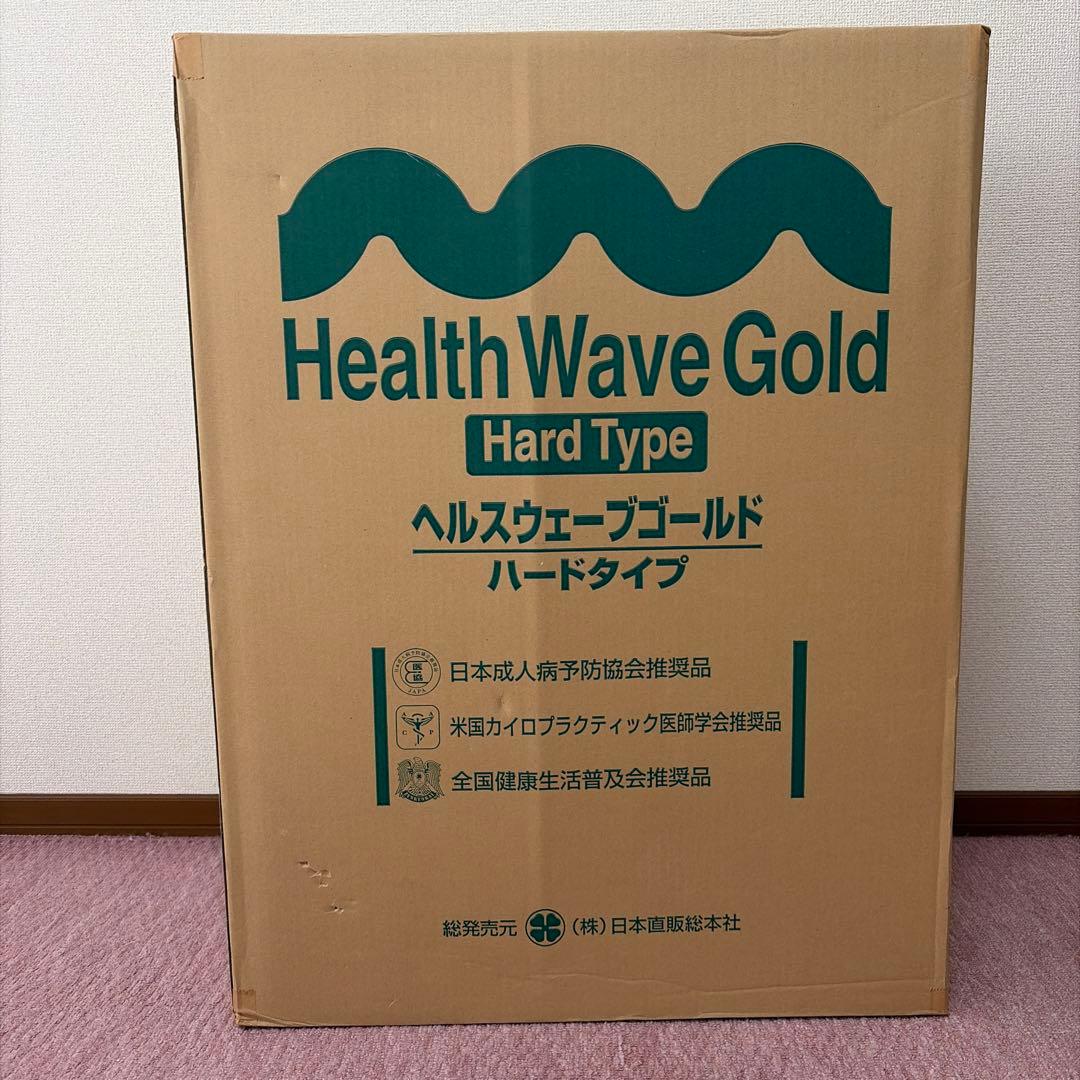 Health Wave Gold
Hard Type
ヘルスウェーブゴールド
ハードタイプ
医
協
JAPA
日本成人病予防協会推奨品
C P
米国カイロプラクティック医師学会推奨品
全国健康生活普及会推奨品
総発売元 (株)日本直販総本社